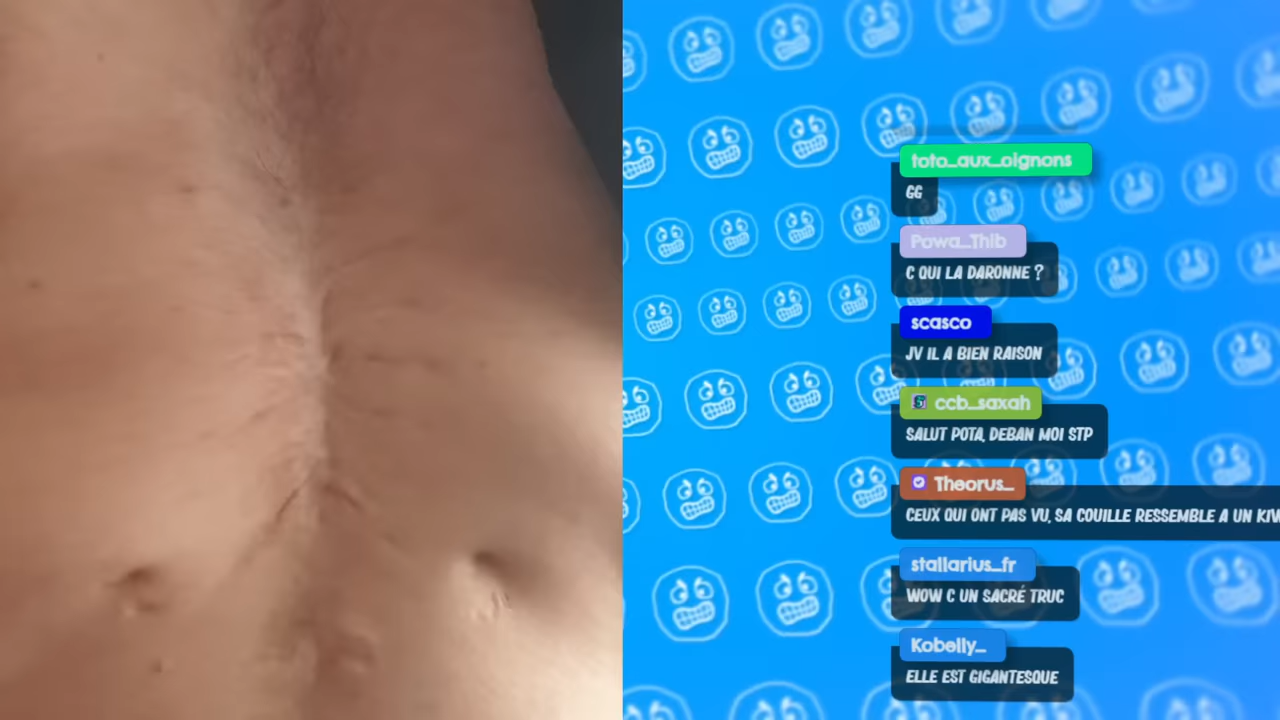 toto_aux_oignons
GG
Powa_Thib
C QUI LA DARONNE ?
scasco
JV IL A BIEN RAISON
ccb_saxah
SALUT POTA, DEBAN MOI STP
Theorus_
CEUX QUI ONT PAS VU, SA COUILLE RESSEMBLE A UN
stallarius_fr
WOW C UN SACRÉ TRUC
Kobelly_
ELLE EST GIGANTESQUE